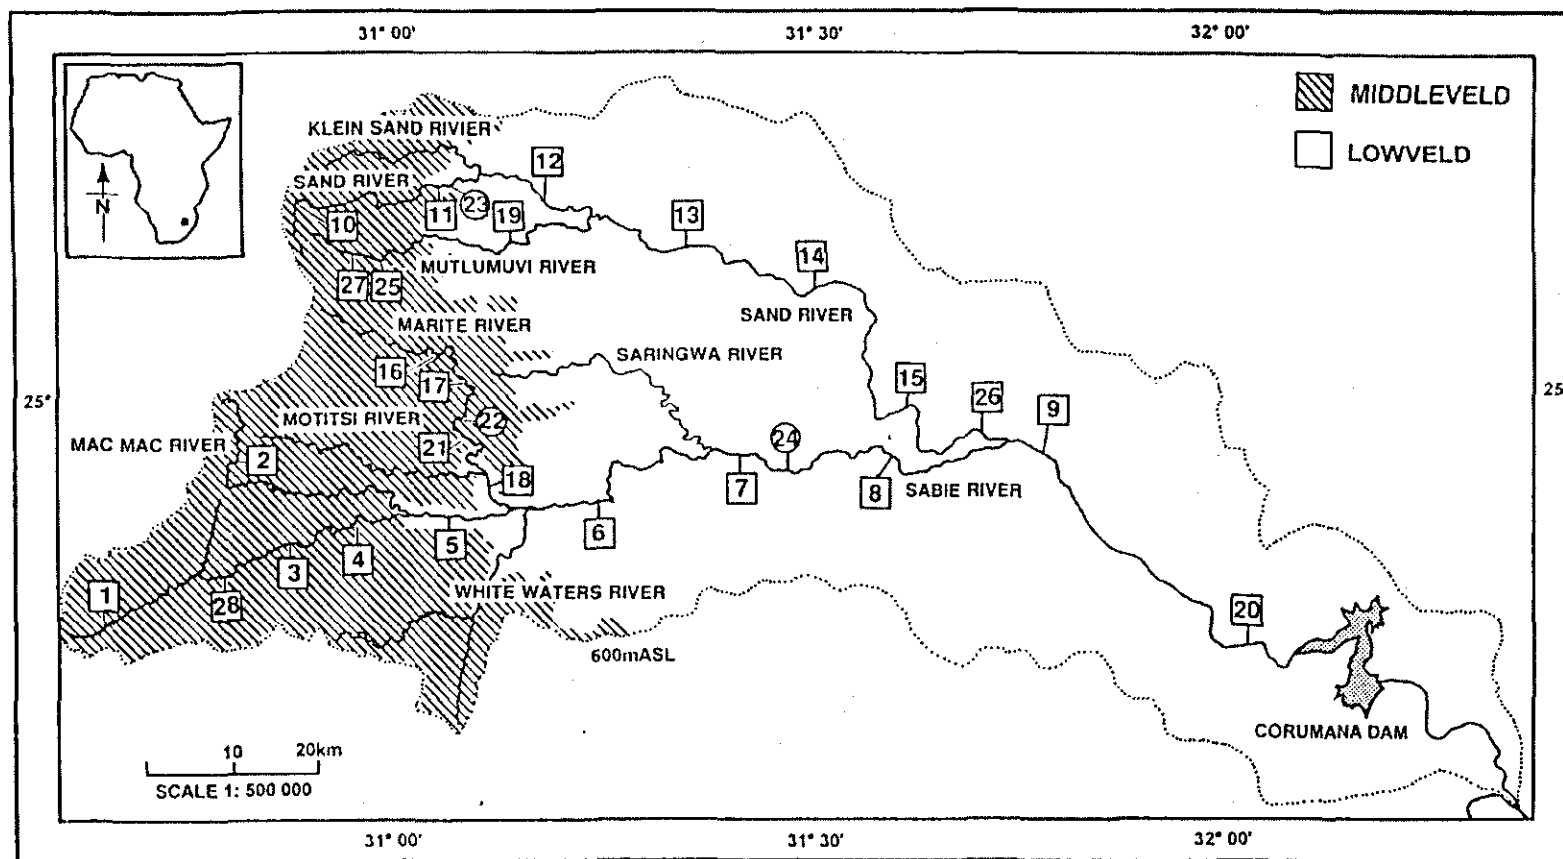 31° 00'
31° 30'
32° 00'
MIDDLEVELD
LOWVELD
N
KLEIN SAND RIVIER
12
SAND RIVER
10
11
23
19
13
14
MUTLUMUVI RIVER
27
25
SAND RIVER
MARITE RIVER
SARINGWA RIVER
16
17
15
26
9
25°
25
MOTITSI RIVER
22
24
MAC MAC RIVER
21
2
18
7
8
SABIE RIVER
6
5
4
3
1
28
WHITE WATERS RIVER
20
600mASL
CORUMANA DAM
10
20km
SCALE 1: 500 000
31° 00'
31° 30'
32° 00'